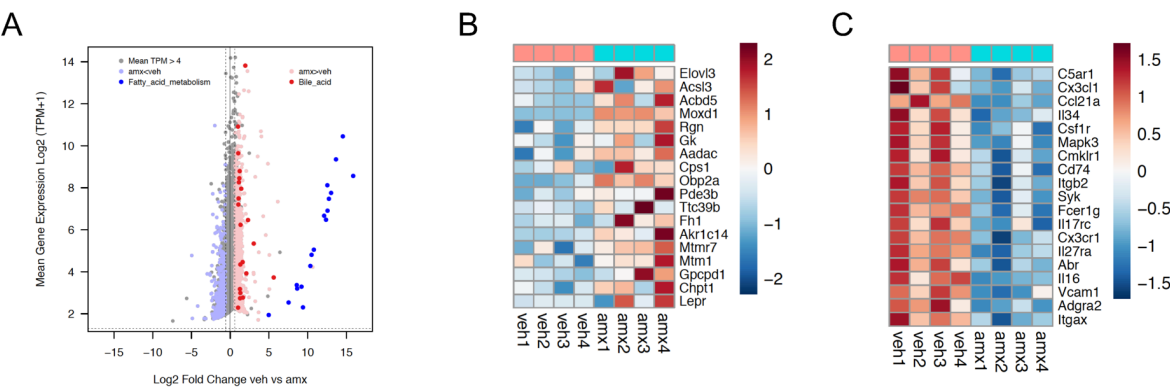 A
Mean TPM > 4
amx<veh
amx>veh
Fatty_acid_metabolism
Bile_acid
Mean Gene Expression Log2 (TPM+1)
14
12
10
8
6
4
2
−15
−10
−5
0
5
10
15
Log2 Fold Change veh vs amx
B
Elovl3
Acsl3
Acbd5
Moxd1
Rgn
Gk
Aadac
Cps1
Obp2a
Pde3b
Ttc39b
Fh1
Akr1c14
Mtmr7
Mtm1
Gpcpd1
Chpt1
Lepr
veh1
veh2
veh3
veh4
amx1
amx2
amx3
amx4
2
1
0
−1
−2
C
C5ar1
Cx3cl1
Ccl21a
Il34
Csf1r
Mapk3
Cmklr1
Cd74
Itgb2
Syk
Fcer1g
Il17rc
Cx3cr1
Il27ra
Abr
Il16
Vcam1
Adgra2
Itgax
veh1
veh2
veh3
veh4
amx1
amx2
amx3
amx4
1.5
1
0.5
0
−0.5
−1
−1.5